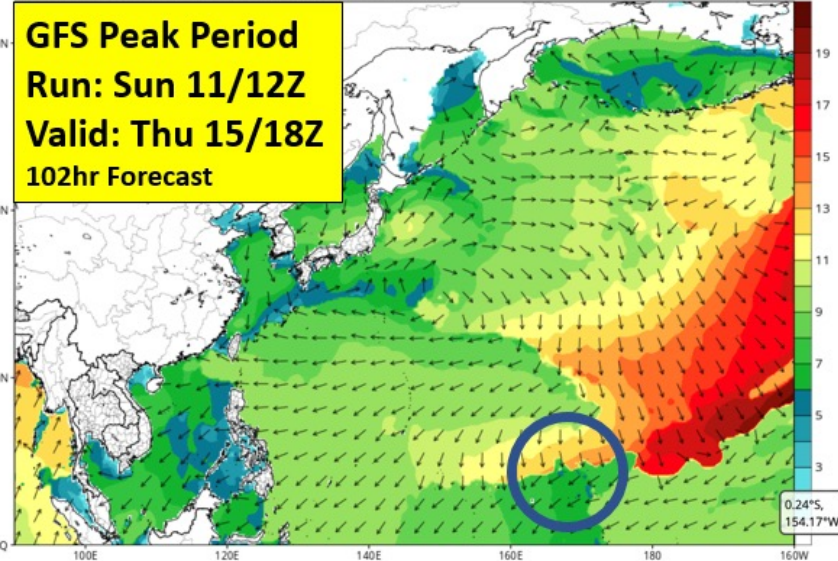 GFS Peak Period
Run: Sun 11/12Z
Valid: Thu 15/18Z
102hr Forecast
19
17
15
13
11
9
7
5
3
0.24°S,
154.17°W
100E
120E
140E
160E
180
160W